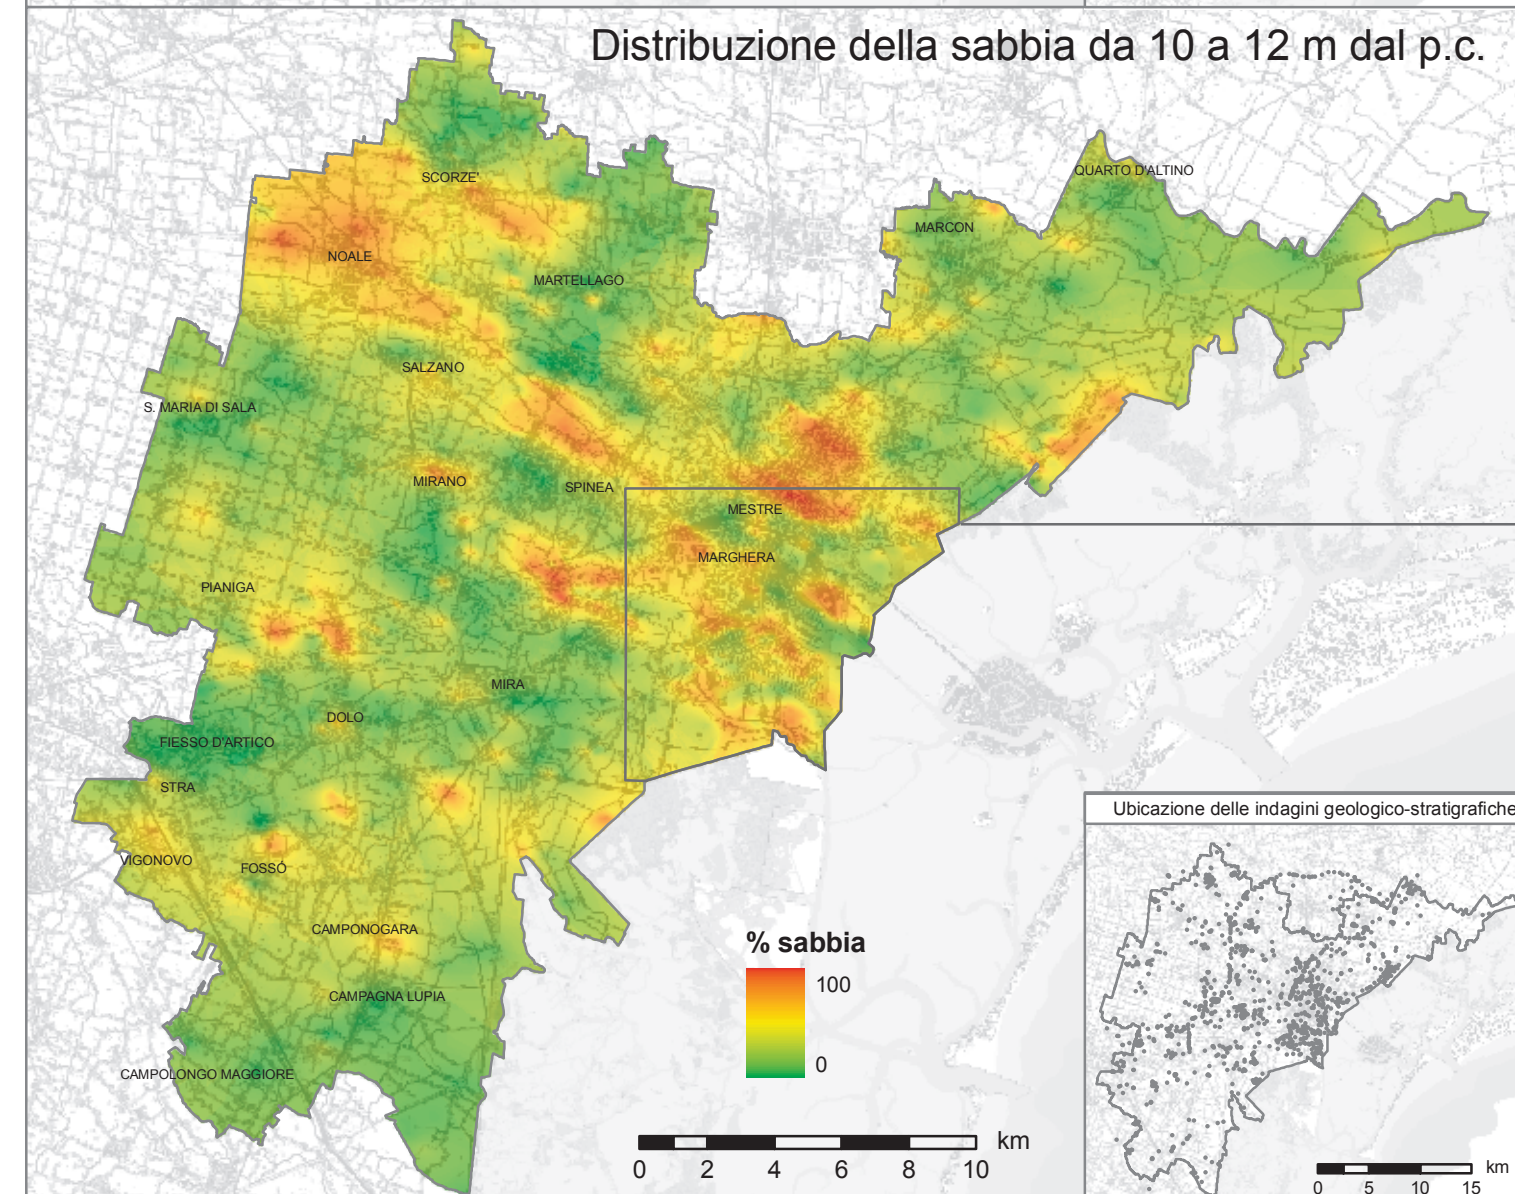 Distribuzione della sabbia da 10 a 12 m dal p.c.
QUARTO D'ALTINO
SCORZE'
MARCON
NOALE
MARTELLAGO
SALZANO
S. MARIA DI SALA
MIRANO
SPINEA
MESTRE
MARGHERA
PIANIGA
MIRA
DOLO
FIESSO D'ARTICO
STRA
VIGONOVO
FOSSÓ
CAMPONOGARA
CAMPAGNA LUPIA
CAMPOLONGO MAGGIORE
% sabbia
100
0
km
0 2 4 6 8 10
Ubicazione delle indagini geologico-stratigrafiche
km
0 5 10 15